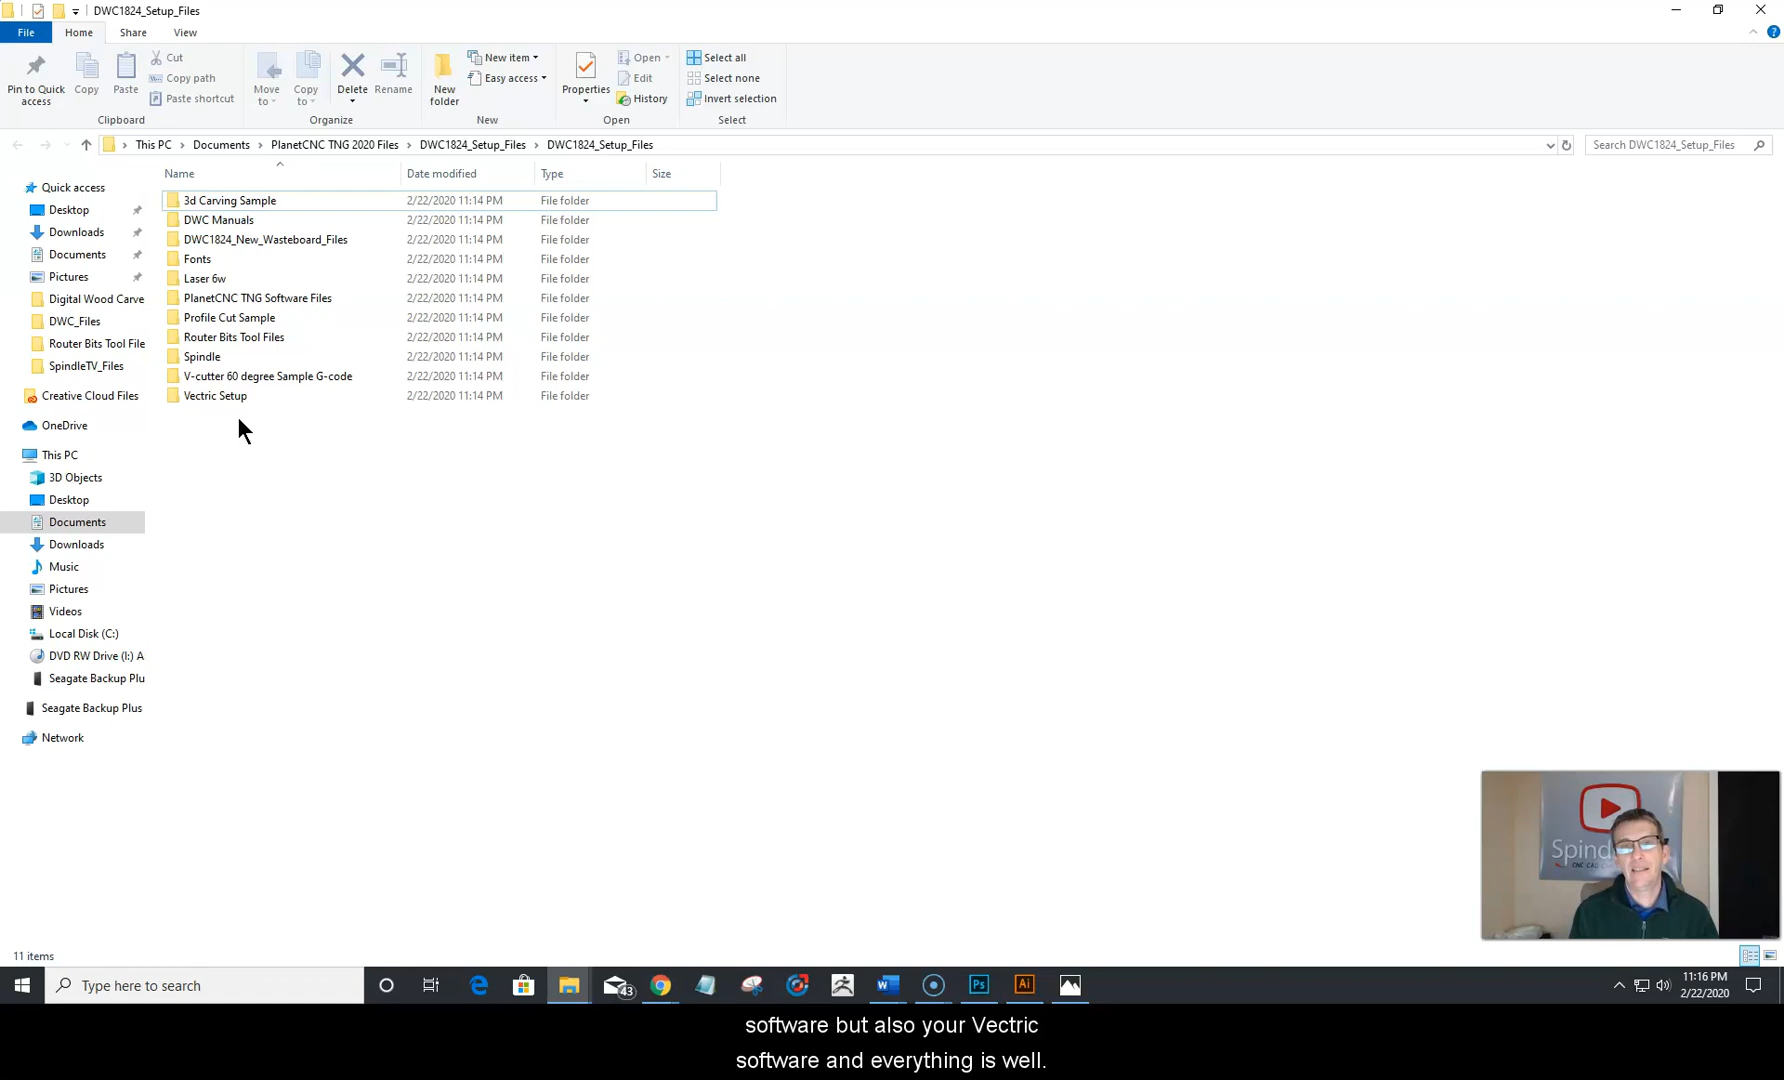 DWC1824_Setup_Files
File Home Share View
Pin to Quick access
Copy
Paste
Cut
Copy path
Paste shortcut
Clipboard
Move to
Copy to
Delete
Rename
Organize
New folder
New item
Easy access
New
Properties
Open
Edit
History
Open
Select all
Select none
Invert selection
Select
This PC > Documents > PlanetCNC TNG 2020 Files > DWC1824_Setup_Files > DWC1824_Setup_Files
Search DWC1824_Setup_Files
Name Date modified Type Size
3d Carving Sample 2/22/2020 11:14 PM File folder
DWC Manuals 2/22/2020 11:14 PM File folder
DWC1824_New_Wasteboard_Files 2/22/2020 11:14 PM File folder
Fonts 2/22/2020 11:14 PM File folder
Laser 6w 2/22/2020 11:14 PM File folder
PlanetCNC TNG Software Files 2/22/2020 11:14 PM File folder
Profile Cut Sample 2/22/2020 11:14 PM File folder
Router Bits Tool Files 2/22/2020 11:14 PM File folder
Spindle 2/22/2020 11:14 PM File folder
V-cutter 60 degree Sample G-code 2/22/2020 11:14 PM File folder
Vectric Setup 2/22/2020 11:14 PM File folder
Quick access
Desktop
Downloads
Documents
Pictures
Digital Wood Carve
DWC_Files
Router Bits Tool File
SpindleTV_Files
Creative Cloud Files
OneDrive
This PC
3D Objects
Desktop
Documents
Downloads
Music
Pictures
Videos
Local Disk (C:)
DVD RW Drive (I:) A
Seagate Backup Plu
Seagate Backup Plus
Network
Spind
CNC CAD
11 items
Type here to search
43
Ps
Ai
11:16 PM
2/22/2020
software but also your Vectric
software and everything is well.